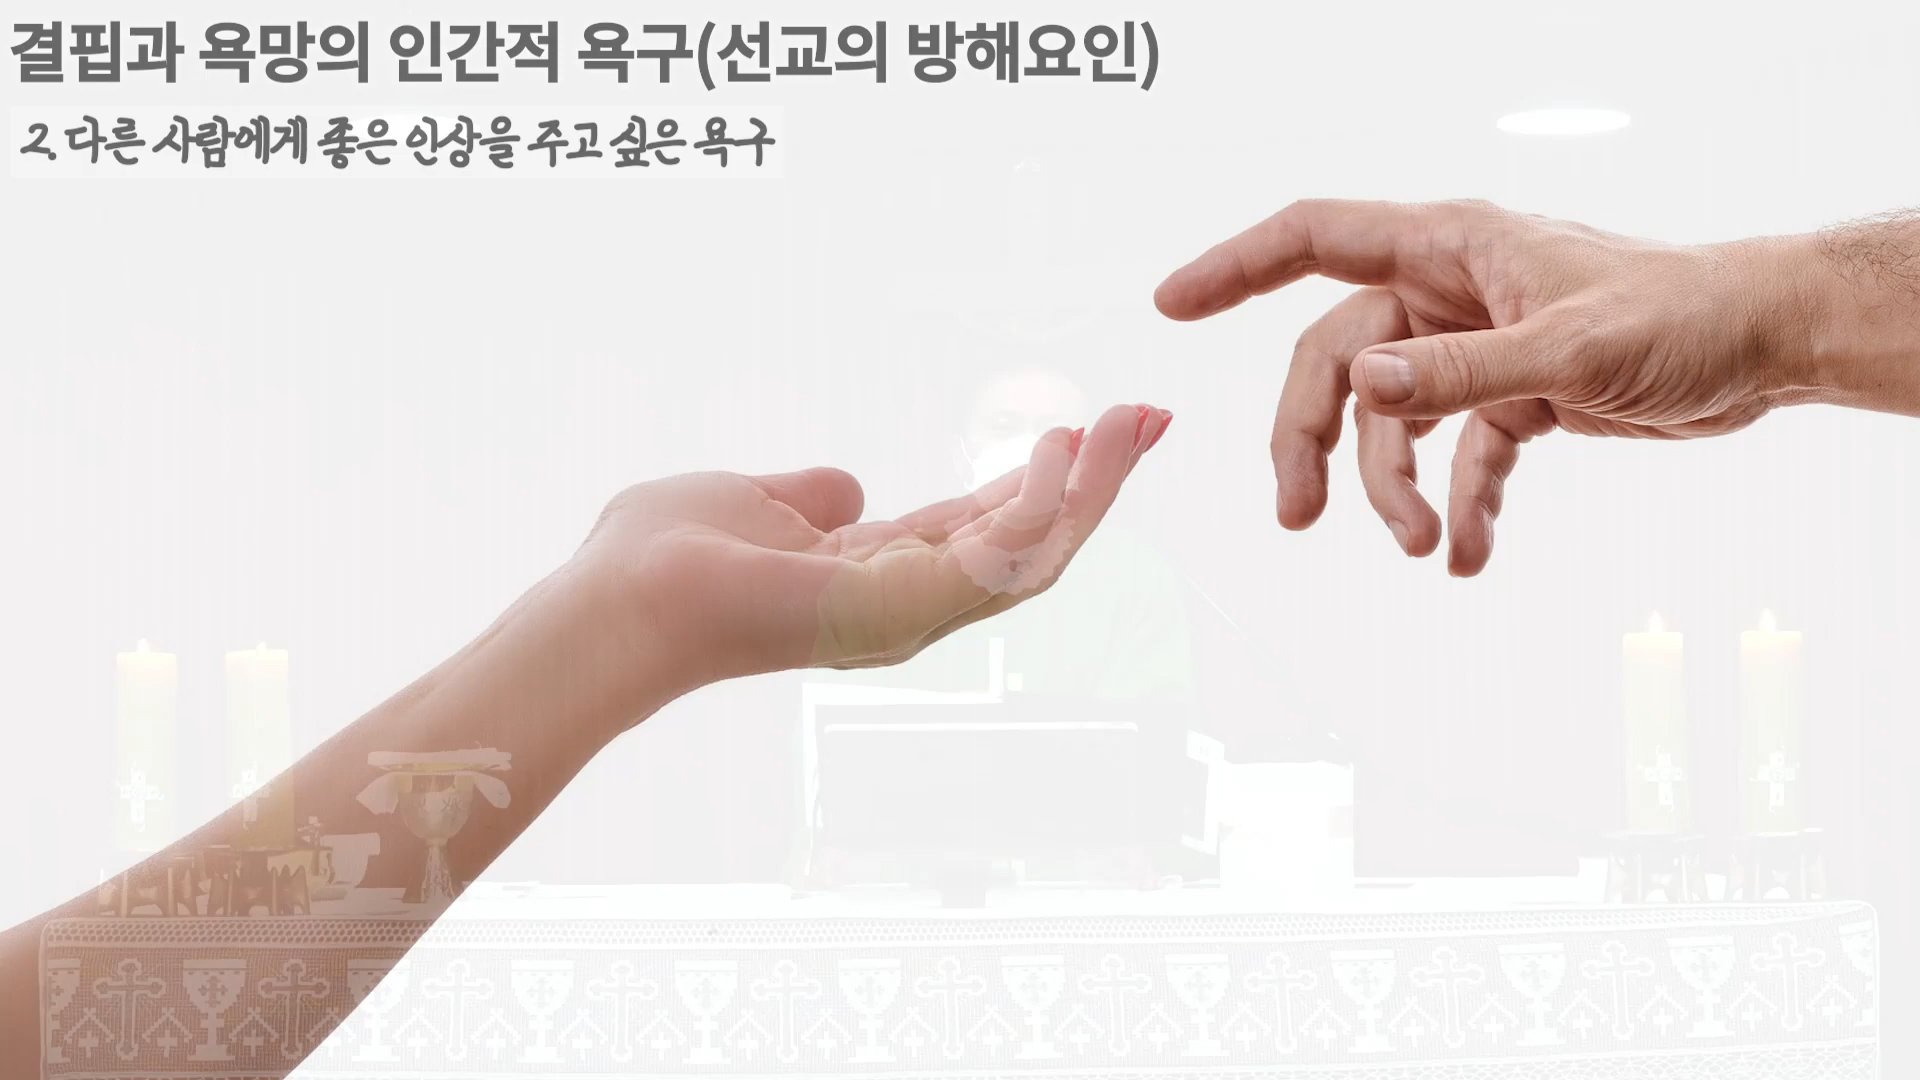 결핍과 욕망의 인간적 욕구(선교의 방해요인)
2. 다른 사람에게 좋은 인상을 주고 싶은 욕구